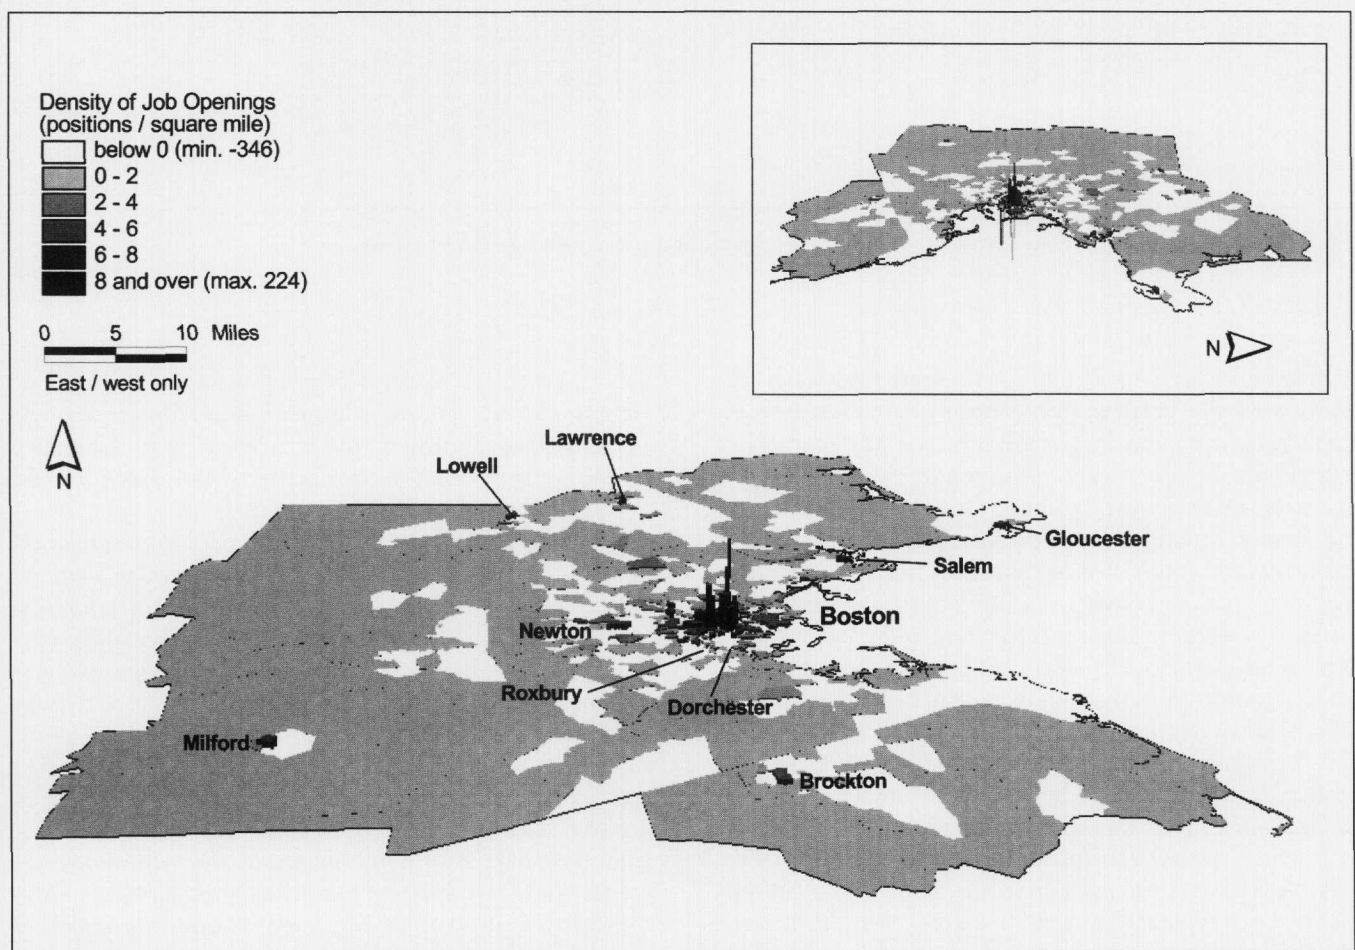 Density of Job Openings
(positions / square mile)
below 0 (min. -346)
0 - 2
2 - 4
4 - 6
6 - 8
8 and over (max. 224)
0 5 10 Miles
East / west only
N
N
Lawrence
Lowell
Gloucester
Salem
Boston
Newton
Roxbury
Dorchester
Milford
Brockton